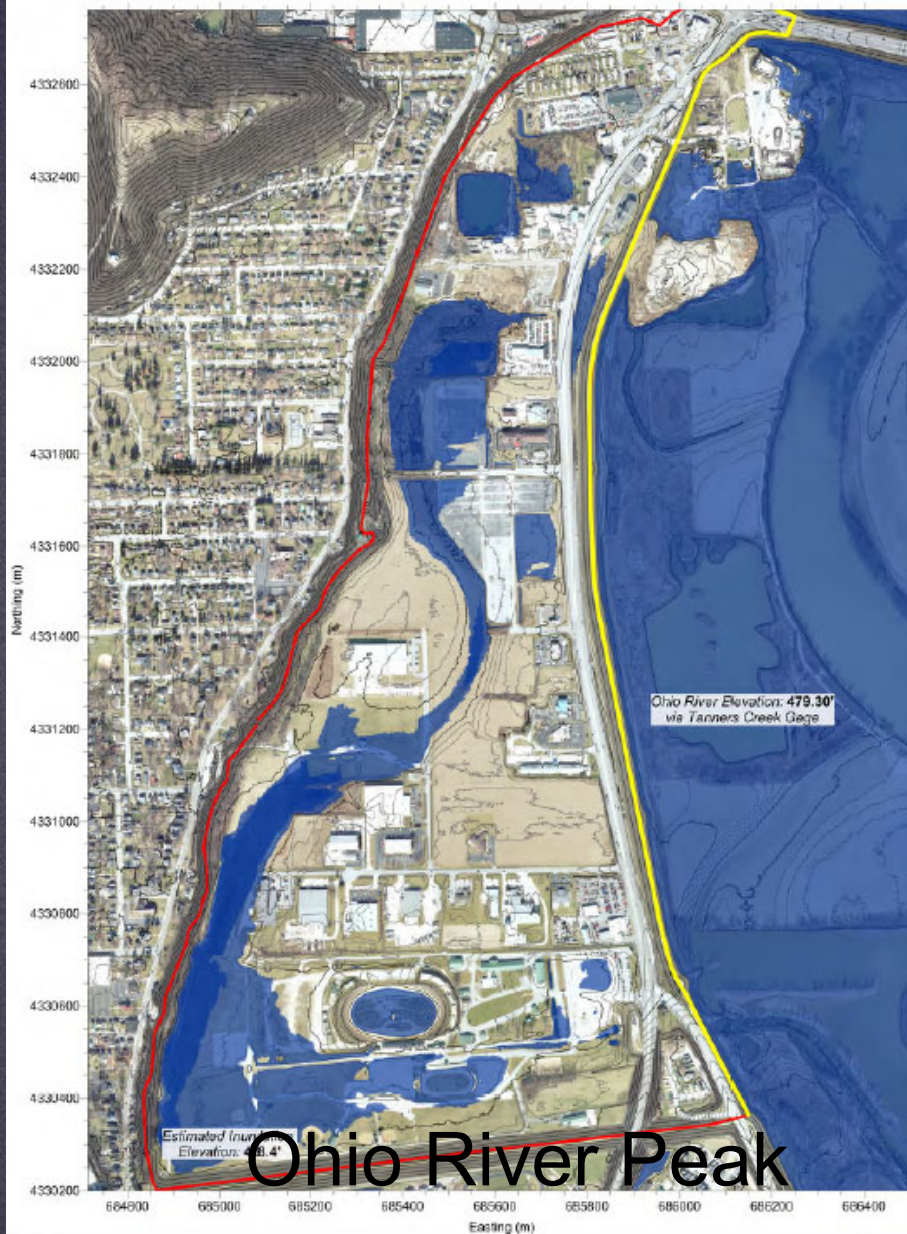 4332800
4332400
4332200
4332000
4331800
4331600
4331400
4331200
4331000
4330800
4330600
4330400
4330200
Northing (m)
Ohio River Elevation: 479.30'
via Tanners Creek Gage
Estimated
Elevation:
Ohio River Peak
684800 685000 685200 685400 685600 685800 686000 686200 686400
Easting (m)